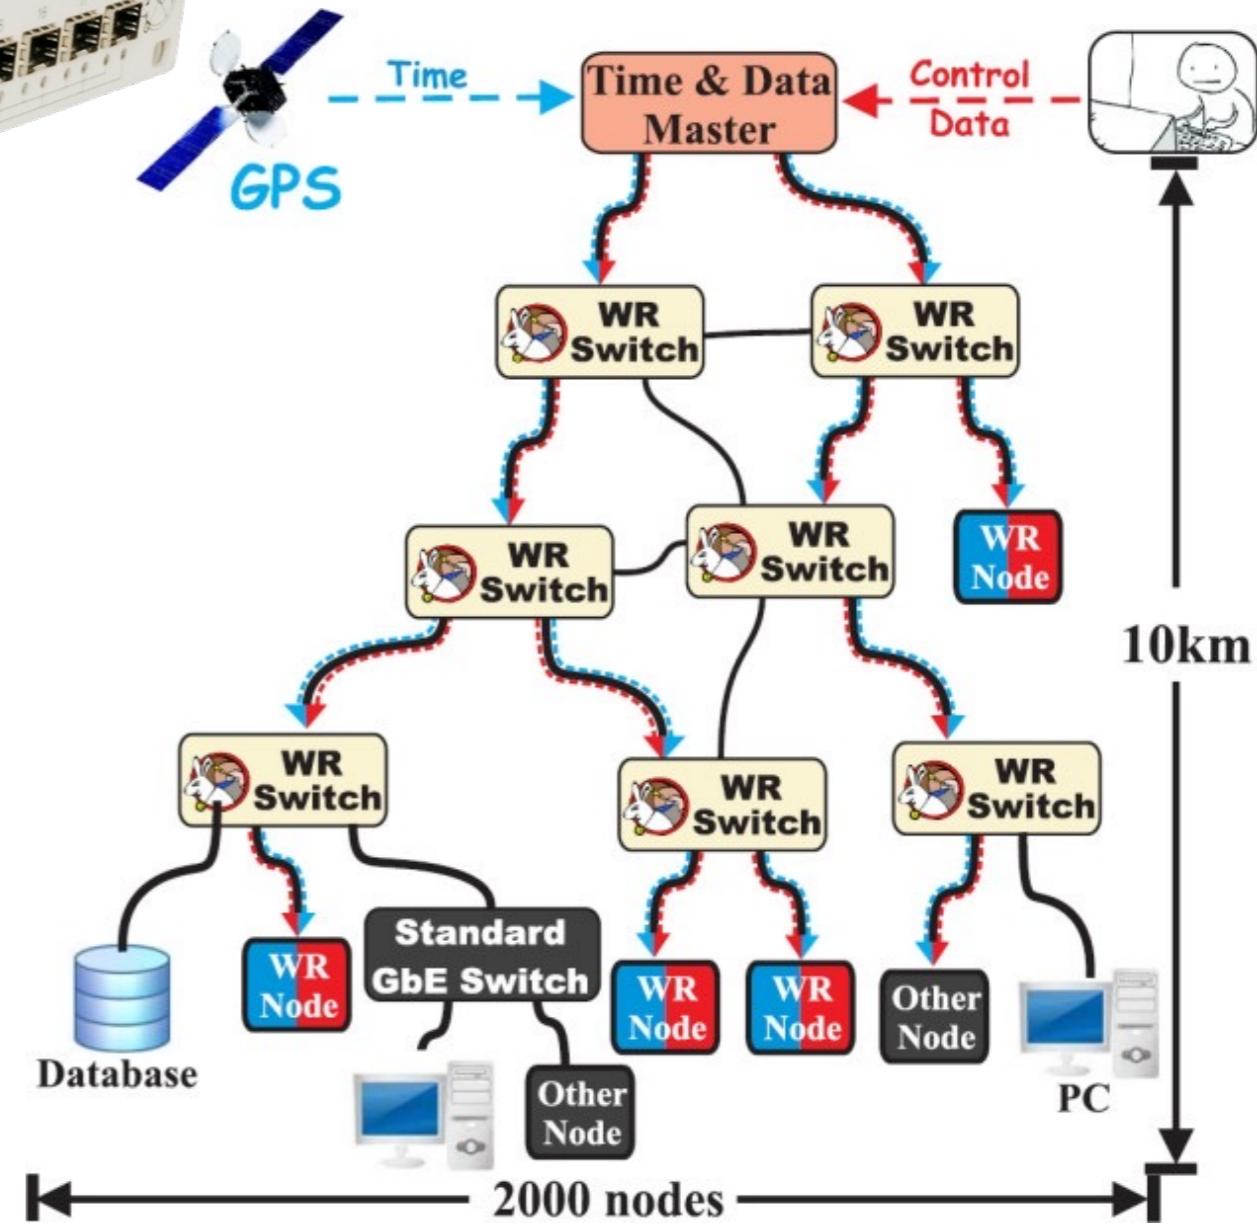 Time
Time & Data
Master
Control
Data
GPS
WR
Switch
WR
Switch
WR
Switch
WR
Switch
WR
Node
10km
WR
Switch
WR
Switch
WR
Switch
WR
Node
Standard
GbE Switch
WR
Node
WR
Node
Other
Node
Database
Other
Node
PC
2000 nodes